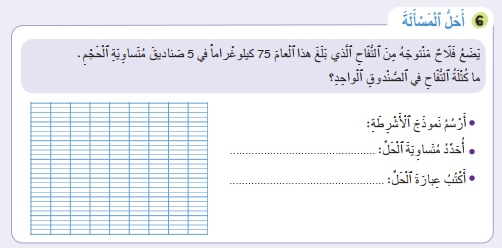 6 أَحُلُّ ٱلْمَسْأَلَةَ
يَضَعُ فَلّاحٌ مَنْتوجَهُ مِنَ ٱلتُّفّاحِ ٱلَّذي بَلَغَ هٰذا ٱلْعامَ 75 كيلوغْراماً في 5 صَناديقَ مُتَساوِيَةِ ٱلْحَجْمِ.
ما كُتْلَةُ ٱلتُّفّاحِ في ٱلصُّنْدوقِ ٱلْواحِدِ؟
• أَرْسُمُ نَموذَجَ ٱلْأَشْرِطَةِ:
• أُحَدِّدُ مُتَساوِيَةَ ٱلْحَلِّ: ................................................
• أَكْتُبُ عِبارَةَ ٱلْحَلِّ: ....................................................